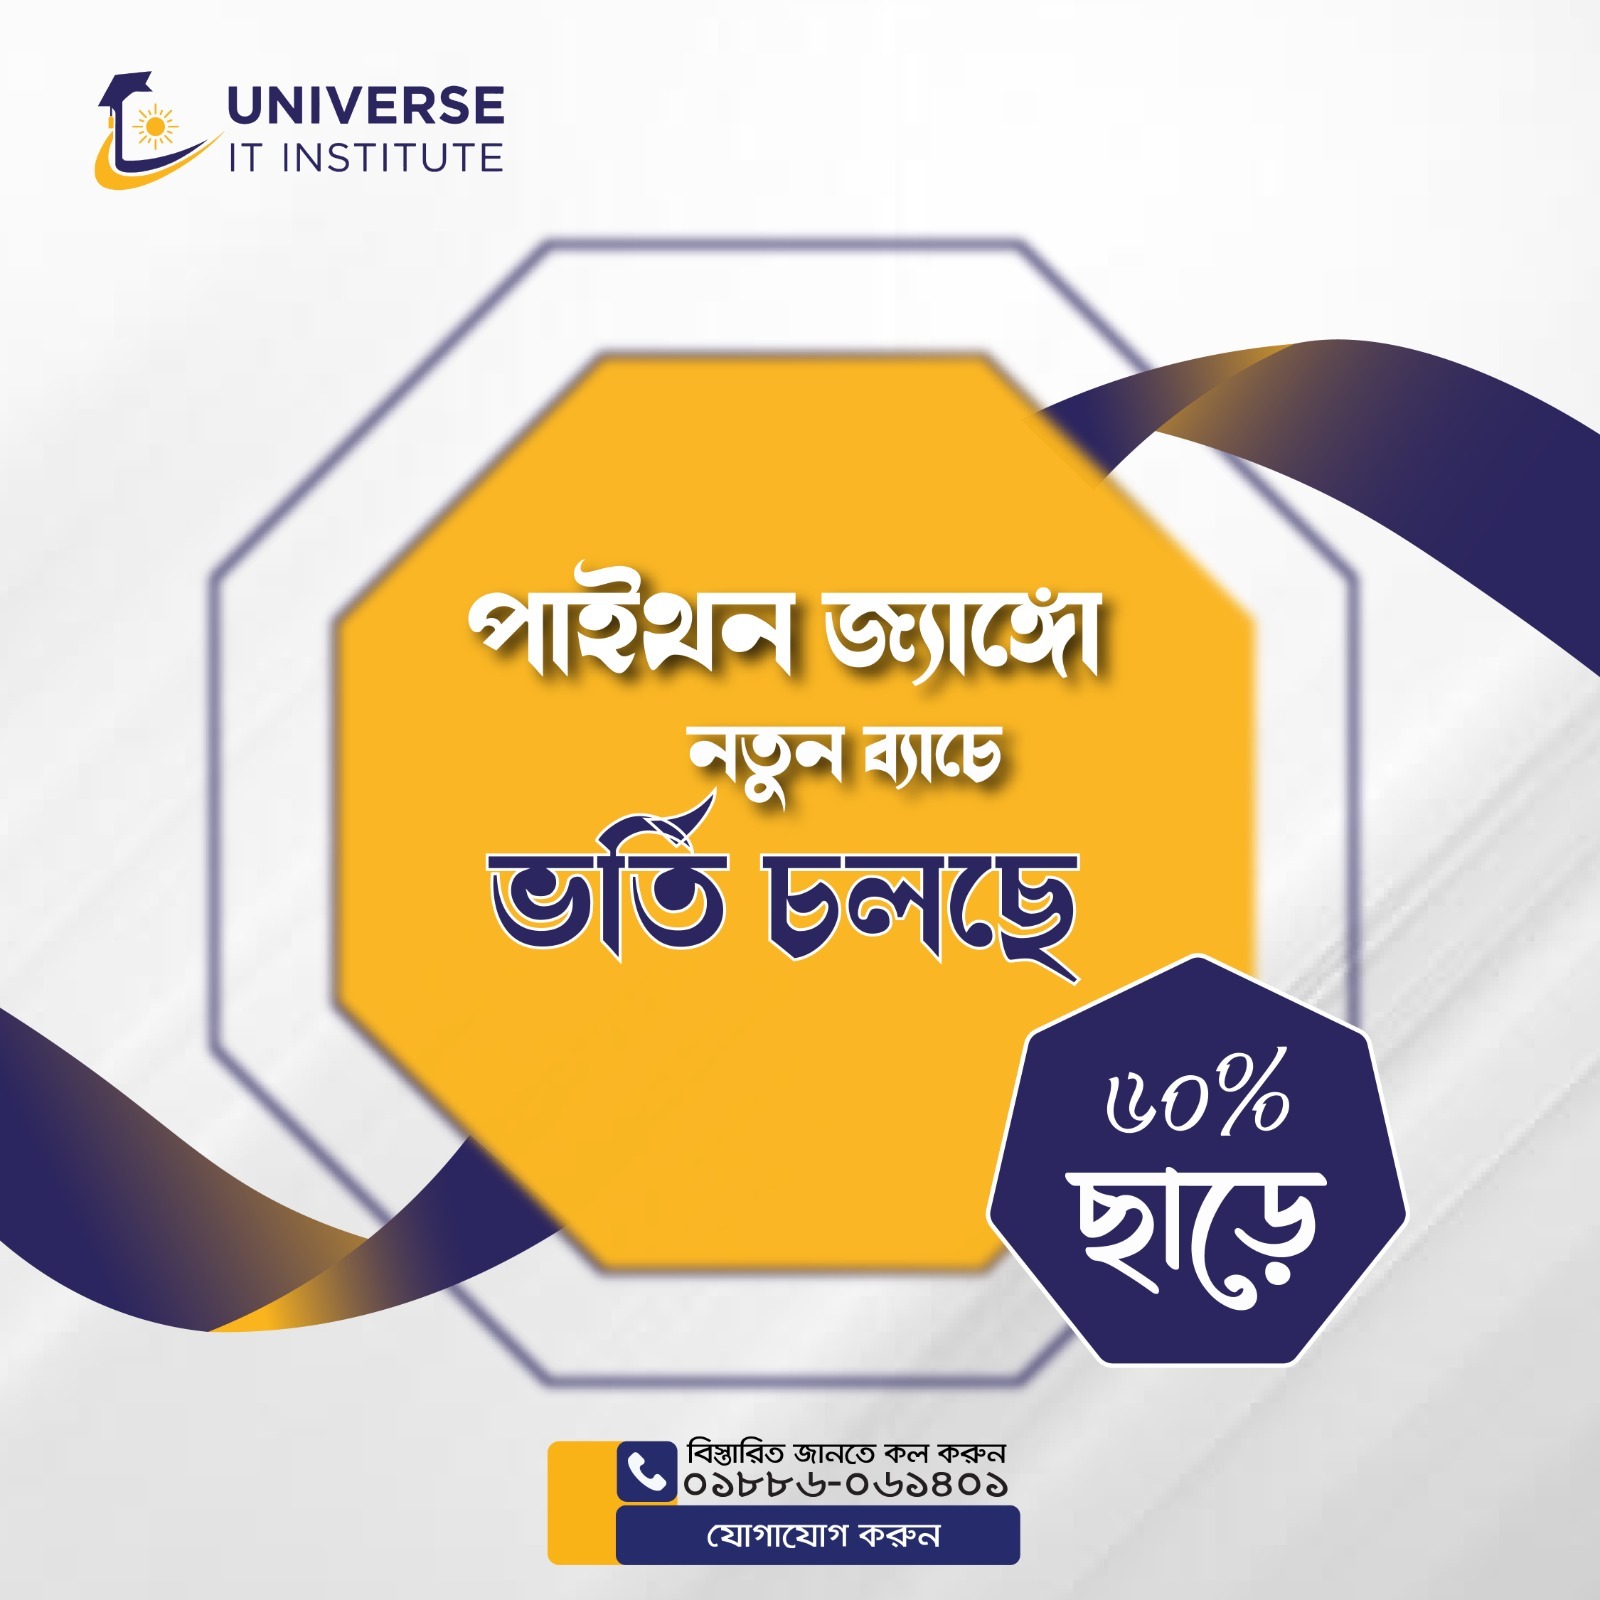 UNIVERSE
IT INSTITUTE
পাইথন জ্যাঙ্গো
নতুন ব্যাচে
ভর্তি চলছে
৬০%
ছাড়ে
বিস্তারিত জানতে কল করুন
০১৮৮৬-০৬১৪০১
যোগাযোগ করুন